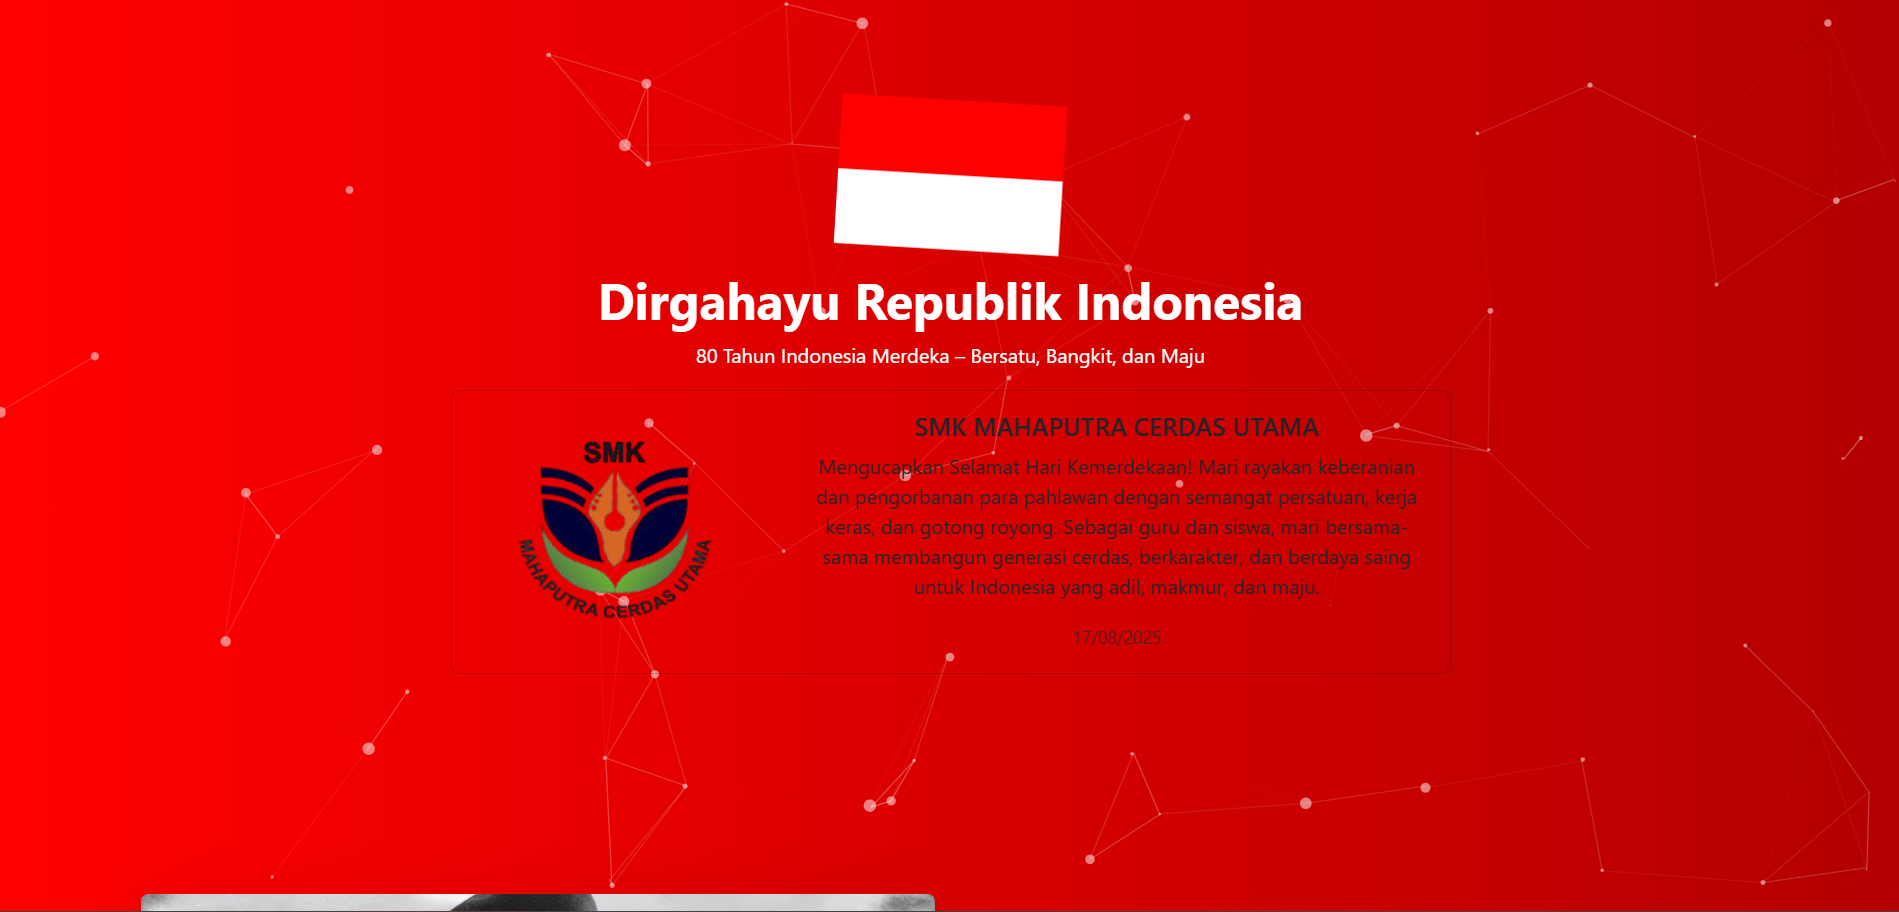 Dirgahayu Republik Indonesia
80 Tahun Indonesia Merdeka – Bersatu, Bangkit, dan Maju
SMK
MAHAPUTRA CERDAS UTAMA
SMK MAHAPUTRA CERDAS UTAMA
Mengucapkan Selamat Hari Kemerdekaan! Mari rayakan keberanian
dan pengorbanan para pahlawan dengan semangat persatuan, kerja
keras, dan gotong royong. Sebagai guru dan siswa, mari bersama-
sama membangun generasi cerdas, berkarakter, dan berdaya saing
untuk Indonesia yang adil, makmur, dan maju.
17/08/2025